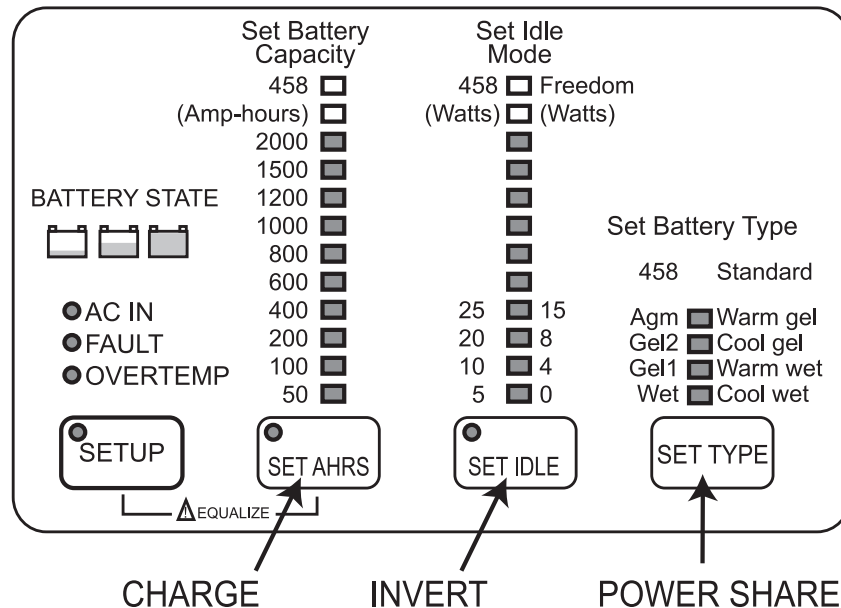 Set Battery
Capacity
458
(Amp-hours)
2000
1500
1200
1000
800
600
400
200
100
50
Set Idle
Mode
458 Freedom
(Watts) (Watts)
25 15
20 8
10 4
5 0
BATTERY STATE
AC IN
FAULT
OVERTEMP
Set Battery Type
458 Standard
Agm Warm gel
Gel2 Cool gel
Gel1 Warm wet
Wet Cool wet
SETUP
SET AHRS
SET IDLE
SET TYPE
! EQUALIZE
CHARGE
INVERT
POWER SHARE